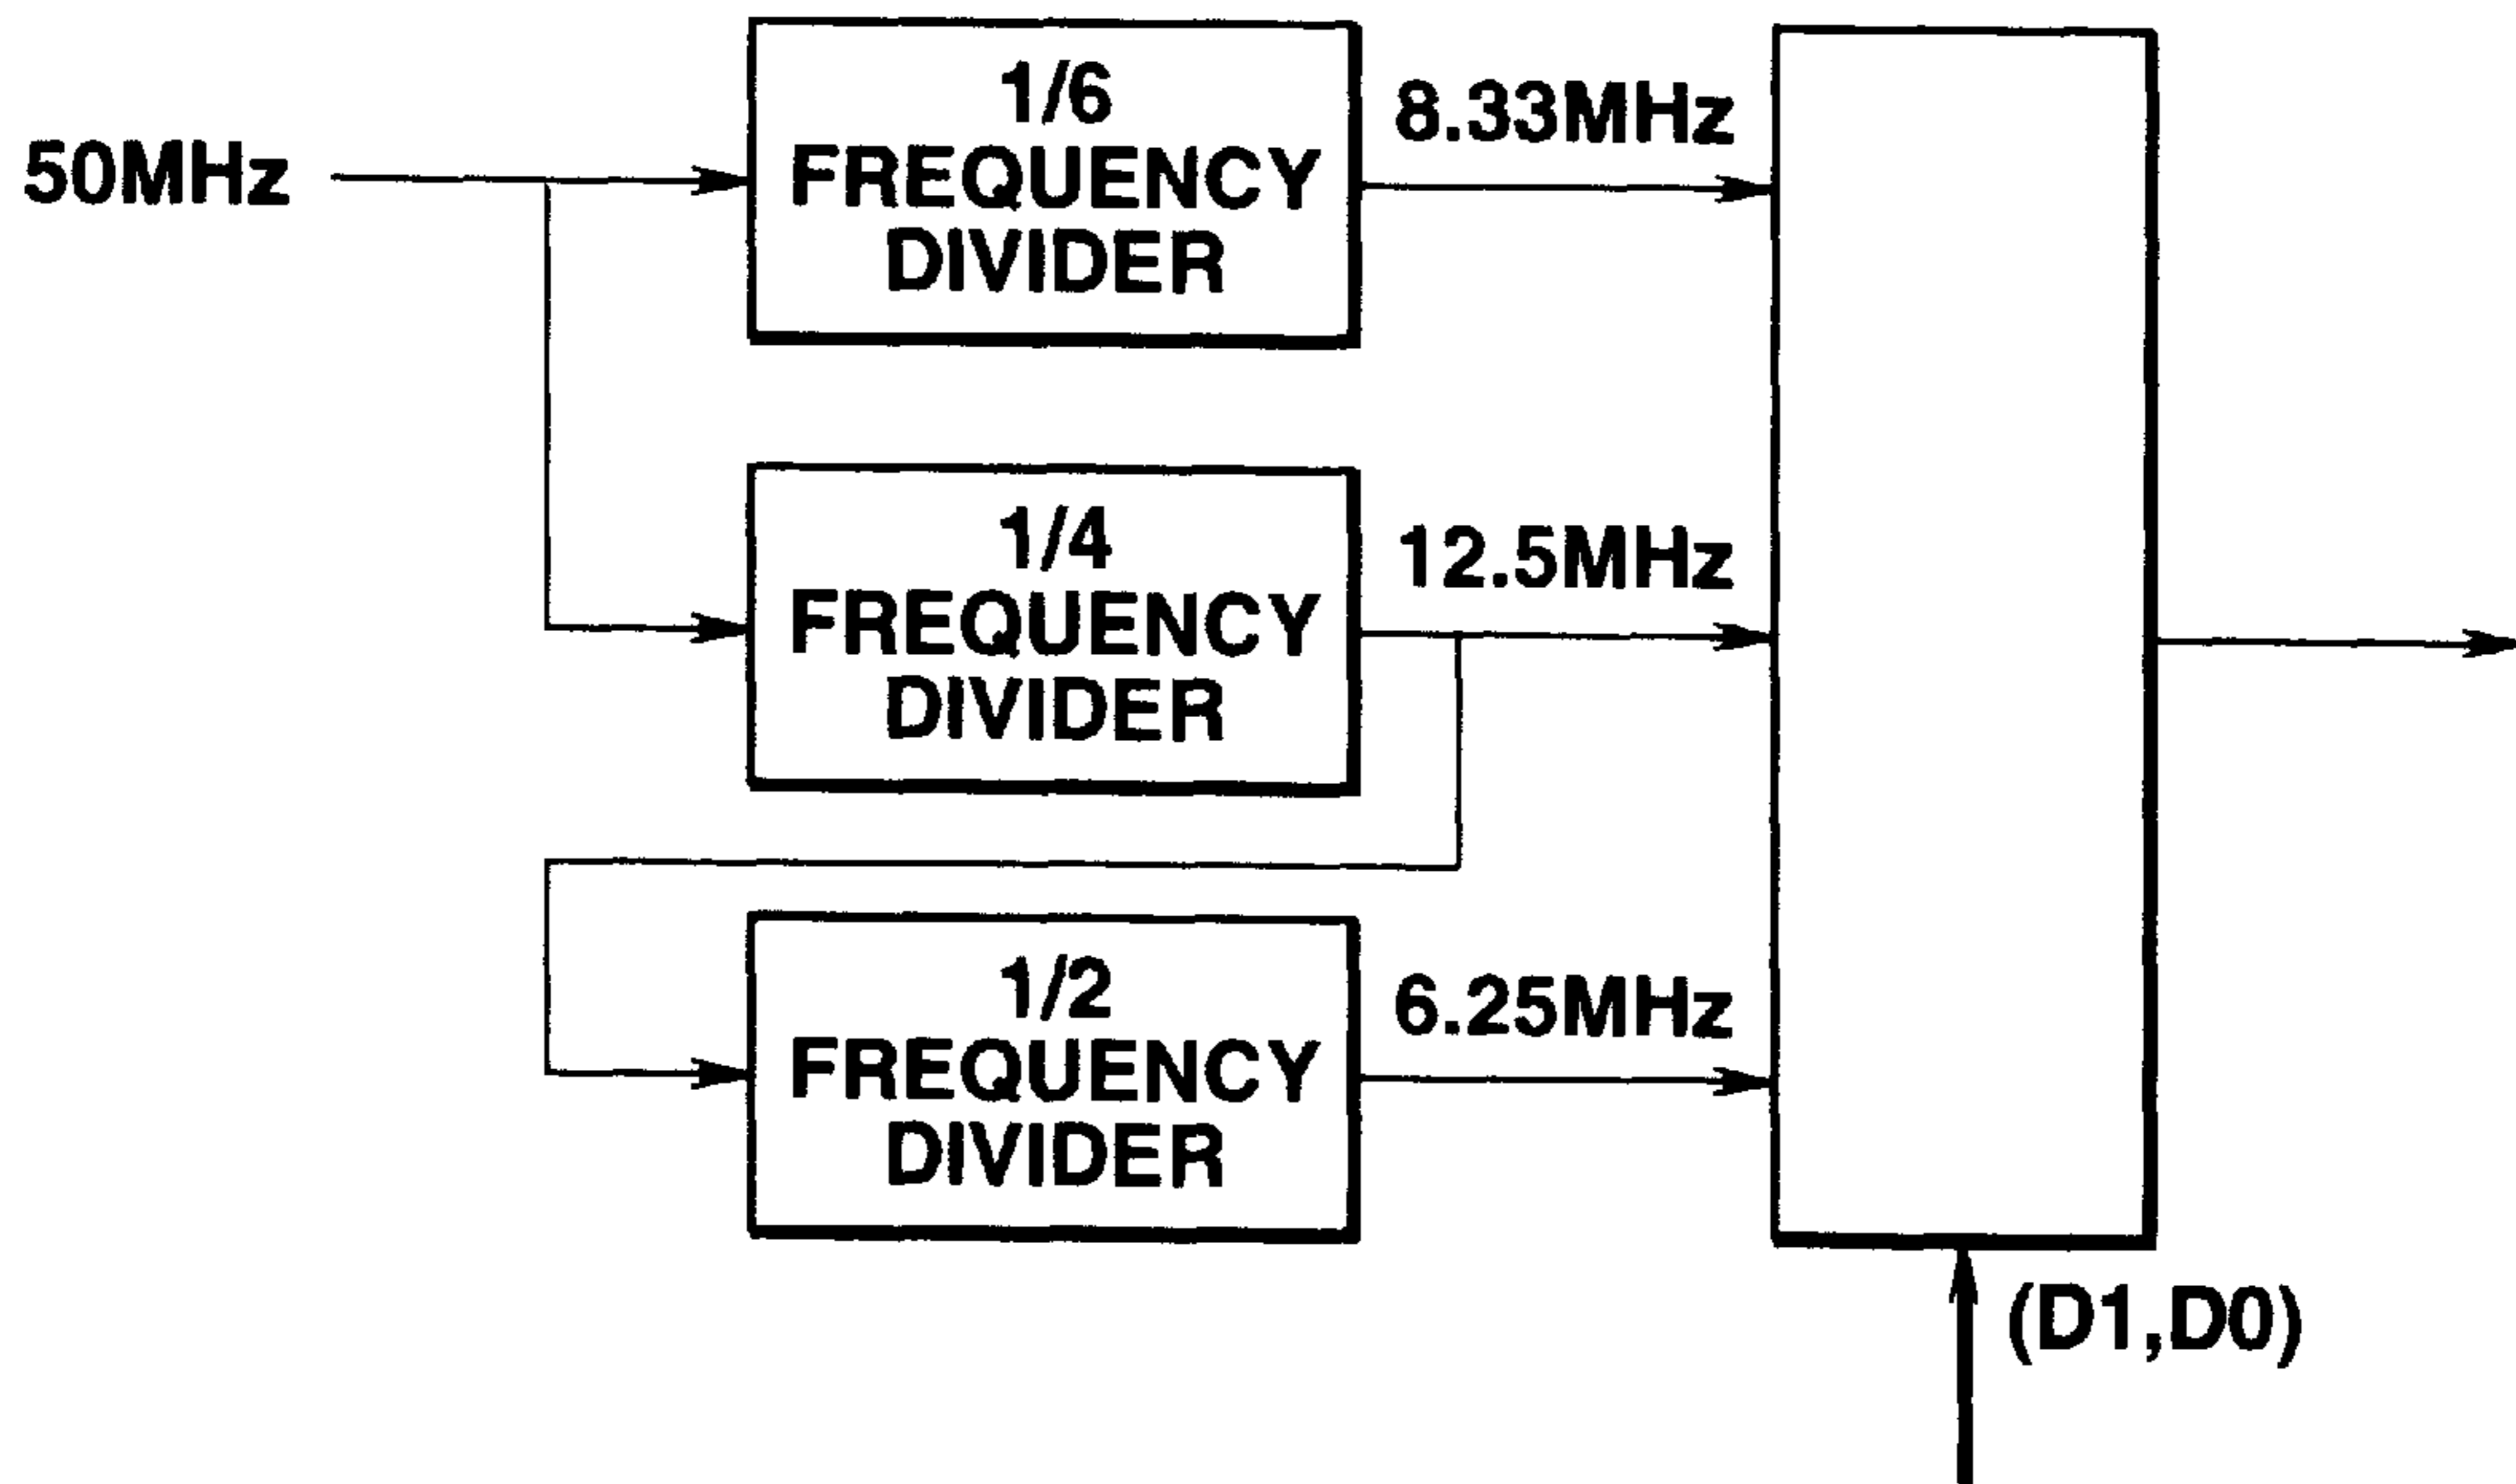 50MHz
1/6
FREQUENCY
DIVIDER
8.33MHz
1/4
FREQUENCY
DIVIDER
12.5MHz
1/2
FREQUENCY
DIVIDER
6.25MHz
(D1,D0)